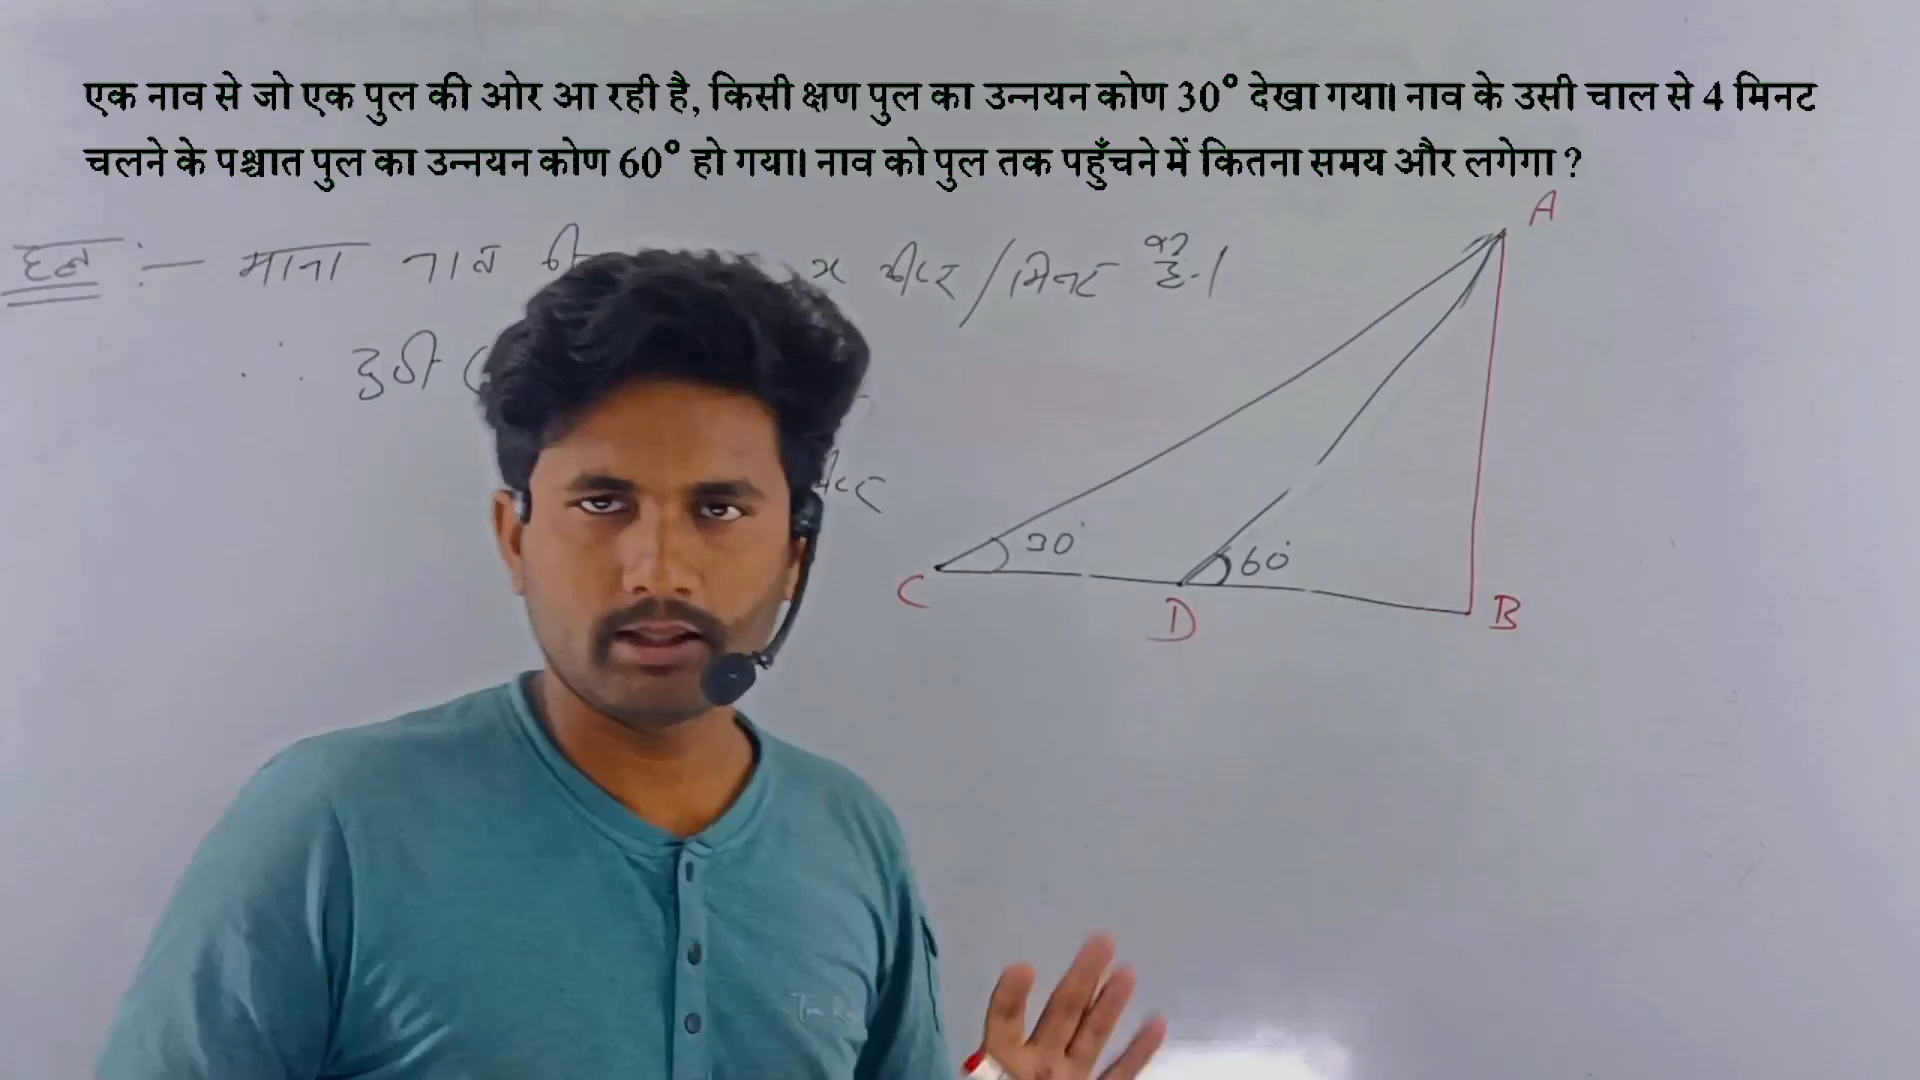 एक नाव से जो एक पुल की ओर आ रही है, किसी क्षण पुल का उन्नयन कोण 30° देखा गया। नाव के उसी चाल से 4 मिनट
चलने के पश्चात पुल का उन्नयन कोण 60° हो गया। नाव को पुल तक पहुँचने में कितना समय और लगेगा ?
A
हल :- माना नाव की x मीटर/मिनट है।
∴ दूरी
30°
60°
C
D
B